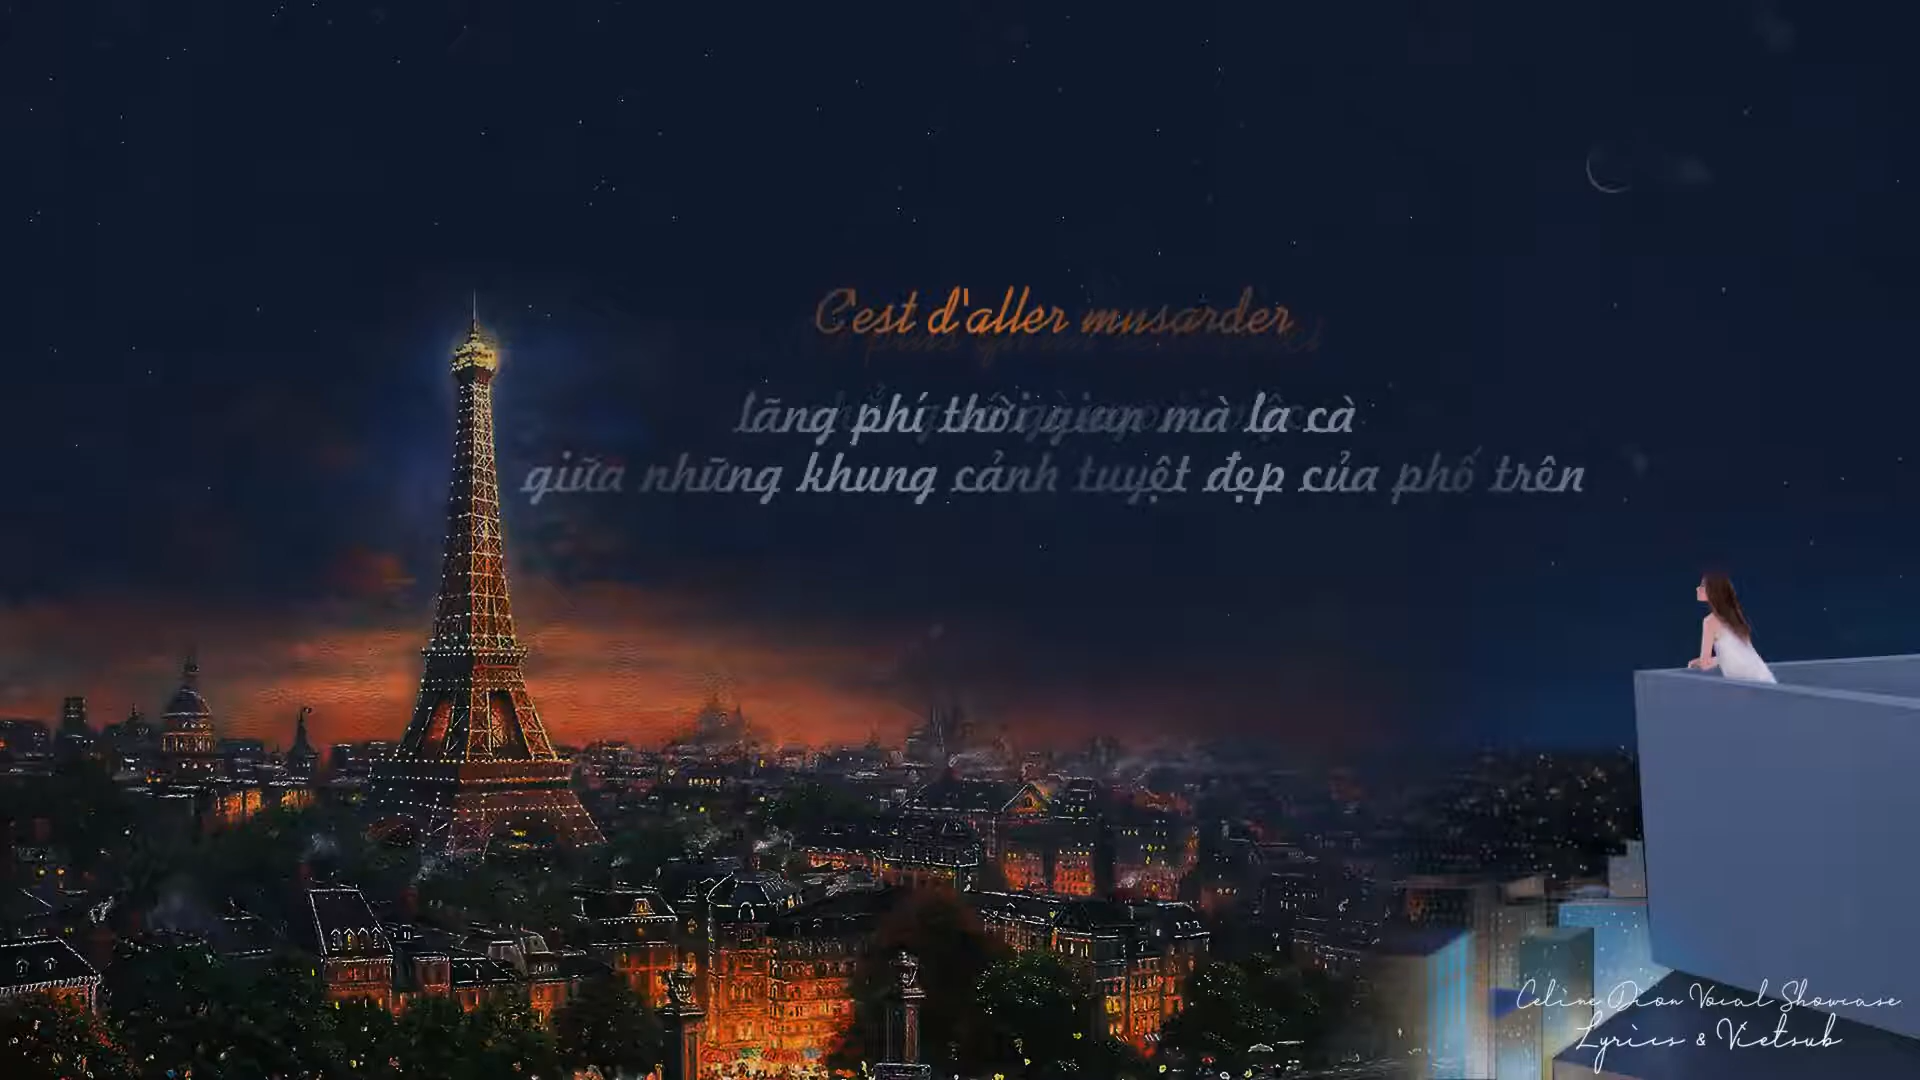 C'est d'aller musarder
lãng phí thời gian mà la cà
giữa những khung cảnh tuyệt đẹp của phố trên
Celine Dion Vocal Showcase
Lyrics & Vietsub